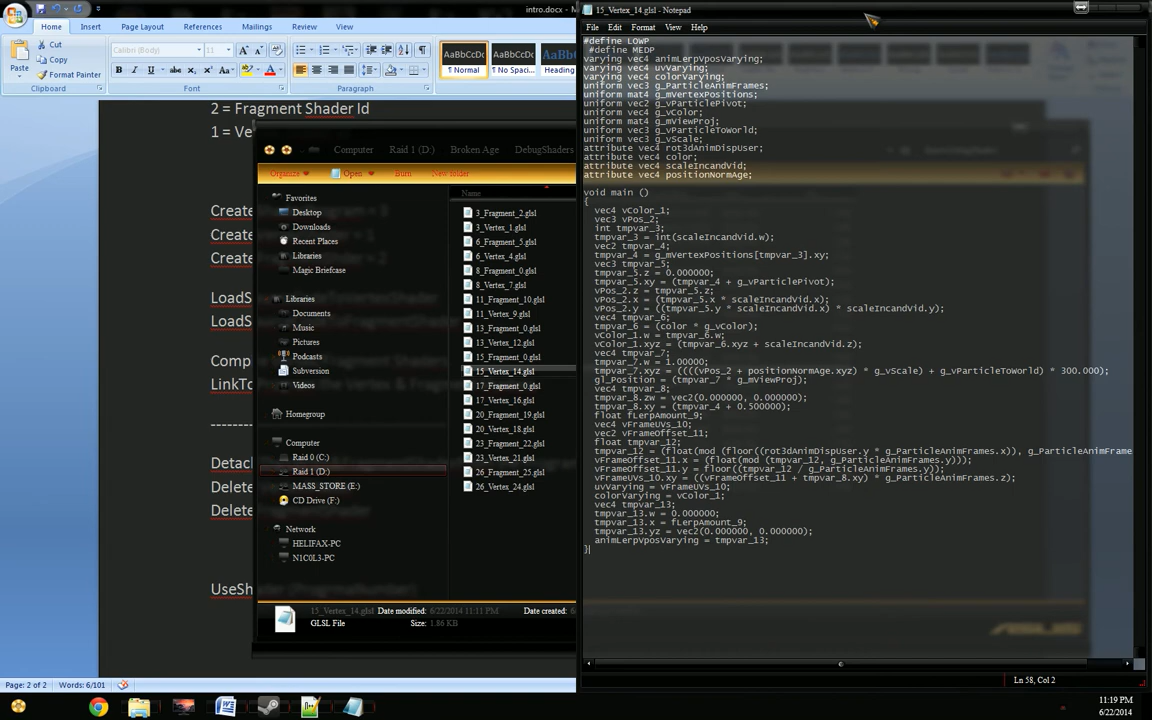 intro.docx
Home Insert Page Layout References Mailings Review View
Cut
Copy
Format Painter
Paste
Clipboard
Calibri (Body)
Font
Paragraph
AaBbCcDc AaBbCcDc AaBbC
¶ Normal ¶ No Spaci... Heading
2 = Fragment Shader Id
1 = Ve
Create
Create
Create
LoadS
LoadS
Compi
LinkTo
Detac
Delete
Delete
UseSh
Page: 2 of 2 Words: 6/101
Computer Raid 1 (D:) Broken Age DebugShaders
Organize Open Burn New folder
Favorites
Desktop
Downloads
Recent Places
Libraries
Magic Briefcase
Libraries
Documents
Music
Pictures
Podcasts
Subversion
Videos
Homegroup
Computer
Raid 0 (C:)
Raid 1 (D:)
MASS_STORE (E:)
CD Drive (F:)
Network
HELIFAX-PC
N1C0L3-PC
Name
3_Fragment_2.glsl
3_Vertex_1.glsl
6_Fragment_5.glsl
6_Vertex_4.glsl
8_Fragment_0.glsl
8_Vertex_7.glsl
11_Fragment_10.glsl
11_Vertex_9.glsl
13_Fragment_0.glsl
13_Vertex_12.glsl
15_Fragment_0.glsl
15_Vertex_14.glsl
17_Fragment_0.glsl
17_Vertex_16.glsl
20_Fragment_19.glsl
20_Vertex_18.glsl
23_Fragment_22.glsl
23_Vertex_21.glsl
26_Fragment_25.glsl
26_Vertex_24.glsl
15_Vertex_14.glsl Date modified: 6/22/2014 11:11 PM Date created: 6
GLSL File Size: 1.86 KB
15_Vertex_14.glsl - Notepad
File Edit Format View Help
#define LOWP
#define MEDP
varying vec4 animLerpVposVarying;
varying vec4 uvVarying;
varying vec4 colorVarying;
uniform vec3 g_ParticleAnimFrames;
uniform mat4 g_mVertexPositions;
uniform vec2 g_vParticlePivot;
uniform vec4 g_vColor;
uniform mat4 g_mViewProj;
uniform vec3 g_vParticleToWorld;
uniform vec3 g_vScale;
attribute vec4 rot3dAnimDispUser;
attribute vec4 color;
attribute vec4 scaleIncandVid;
attribute vec4 positionNormAge;
void main ()
{
vec4 vColor_1;
vec3 vPos_2;
int tmpvar_3;
tmpvar_3 = int(scaleIncandVid.w);
vec2 tmpvar_4;
tmpvar_4 = g_mVertexPositions[tmpvar_3].xy;
vec3 tmpvar_5;
tmpvar_5.z = 0.000000;
tmpvar_5.xy = (tmpvar_4 + g_vParticlePivot);
vPos_2.z = tmpvar_5.z;
vPos_2.x = (tmpvar_5.x * scaleIncandVid.x);
vPos_2.y = ((tmpvar_5.y * scaleIncandVid.x) * scaleIncandVid.y);
vec4 tmpvar_6;
tmpvar_6 = (color * g_vColor);
vColor_1.w = tmpvar_6.w;
vColor_1.xyz = (tmpvar_6.xyz + scaleIncandVid.z);
vec4 tmpvar_7;
tmpvar_7.w = 1.00000;
tmpvar_7.xyz = ((((vPos_2 + positionNormAge.xyz) * g_vScale) + g_vParticleToWorld) * 300.000);
gl_Position = (tmpvar_7 * g_mViewProj);
vec4 tmpvar_8;
tmpvar_8.zw = vec2(0.000000, 0.000000);
tmpvar_8.xy = (tmpvar_4 + 0.500000);
float fLerpAmount_9;
vec4 vFrameUVs_10;
vec2 vFrameOffset_11;
float tmpvar_12;
tmpvar_12 = (float(mod (floor((rot3dAnimDispUser.y * g_ParticleAnimFrames.x)), g_ParticleAnimFrame
vFrameOffset_11.x = (float(mod (tmpvar_12, g_ParticleAnimFrames.y)));
vFrameOffset_11.y = floor((tmpvar_12 / g_ParticleAnimFrames.y));
vFrameUVs_10.xy = ((vFrameOffset_11 + tmpvar_8.xy) * g_ParticleAnimFrames.z);
uvVarying = vFrameUVs_10;
colorVarying = vColor_1;
vec4 tmpvar_13;
tmpvar_13.w = 0.000000;
tmpvar_13.x = fLerpAmount_9;
tmpvar_13.yz = vec2(0.000000, 0.000000);
animLerpVposVarying = tmpvar_13;
}
Ln 58, Col 2
11:19 PM
6/22/2014